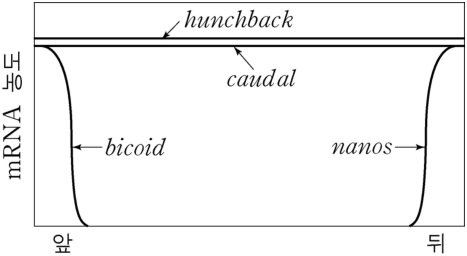 hunchback
caudal
mRNA 농도
bicoid
nanos
앞
뒤